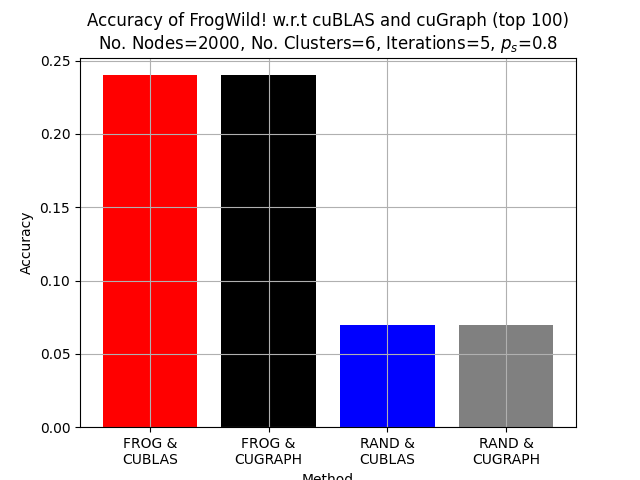 Accuracy of FrogWild! w.r.t cuBLAS and cuGraph (top 100)
No. Nodes=2000, No. Clusters=6, Iterations=5, $p_s$=0.8
Accuracy
0.25
0.20
0.15
0.10
0.05
0.00
FROG &
CUBLAS
FROG &
CUGRAPH
RAND &
CUBLAS
RAND &
CUGRAPH
Method